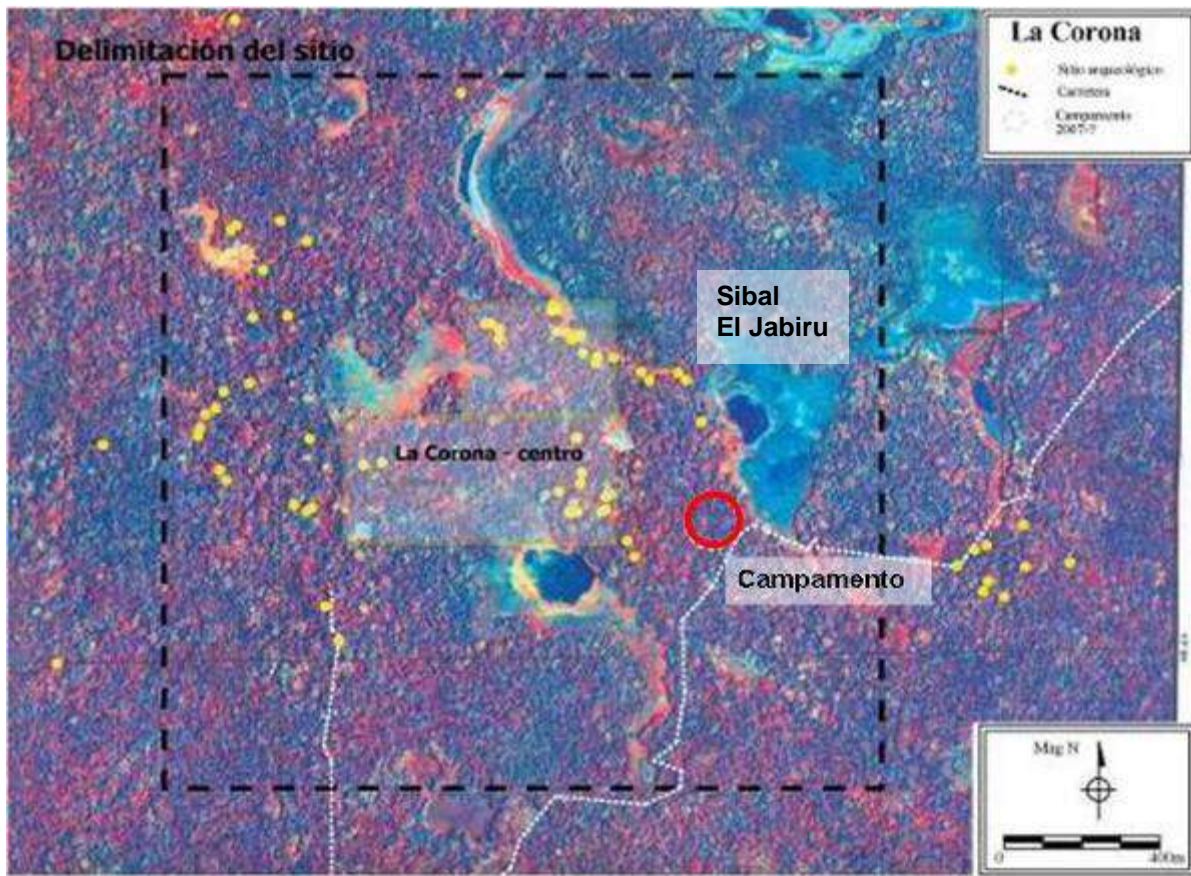 Delimitación del sitio
La Corona
Sitio arqueológico
Carretera
Campamento
2007-?
Sibal
El Jabiru
La Corona - centro
Campamento
Mag N
0
400m